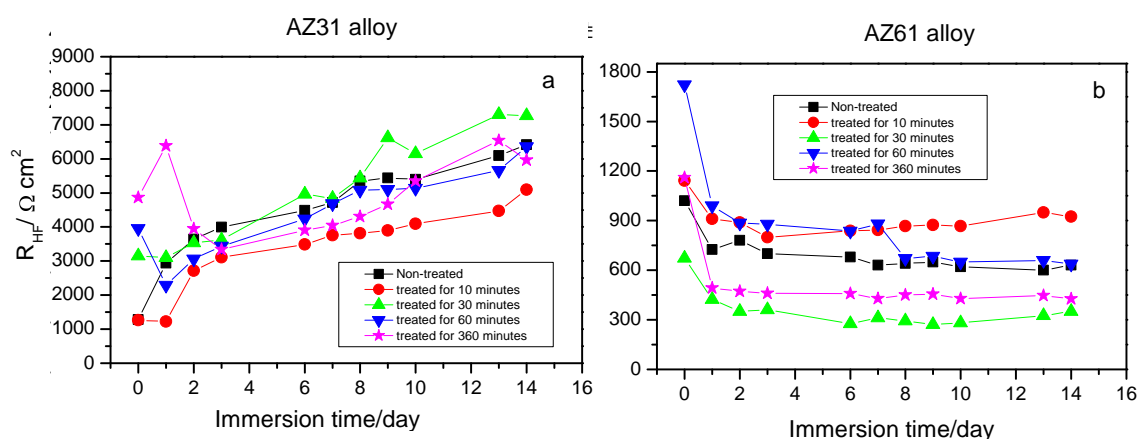 AZ31 alloy
9000
8000
7000
6000
5000
4000
3000
2000
1000
0
R_HF/ Ω cm²
a
Non-treated
treated for 10 minutes
treated for 30 minutes
treated for 60 minutes
treated for 360 minutes
0 2 4 6 8 10 12 14 16
Immersion time/day
AZ61 alloy
1800
1500
1200
900
600
300
0
b
Non-treated
treated for 10 minutes
treated for 30 minutes
treated for 60 minutes
treated for 360 minutes
0 2 4 6 8 10 12 14 16
Immersion time/day